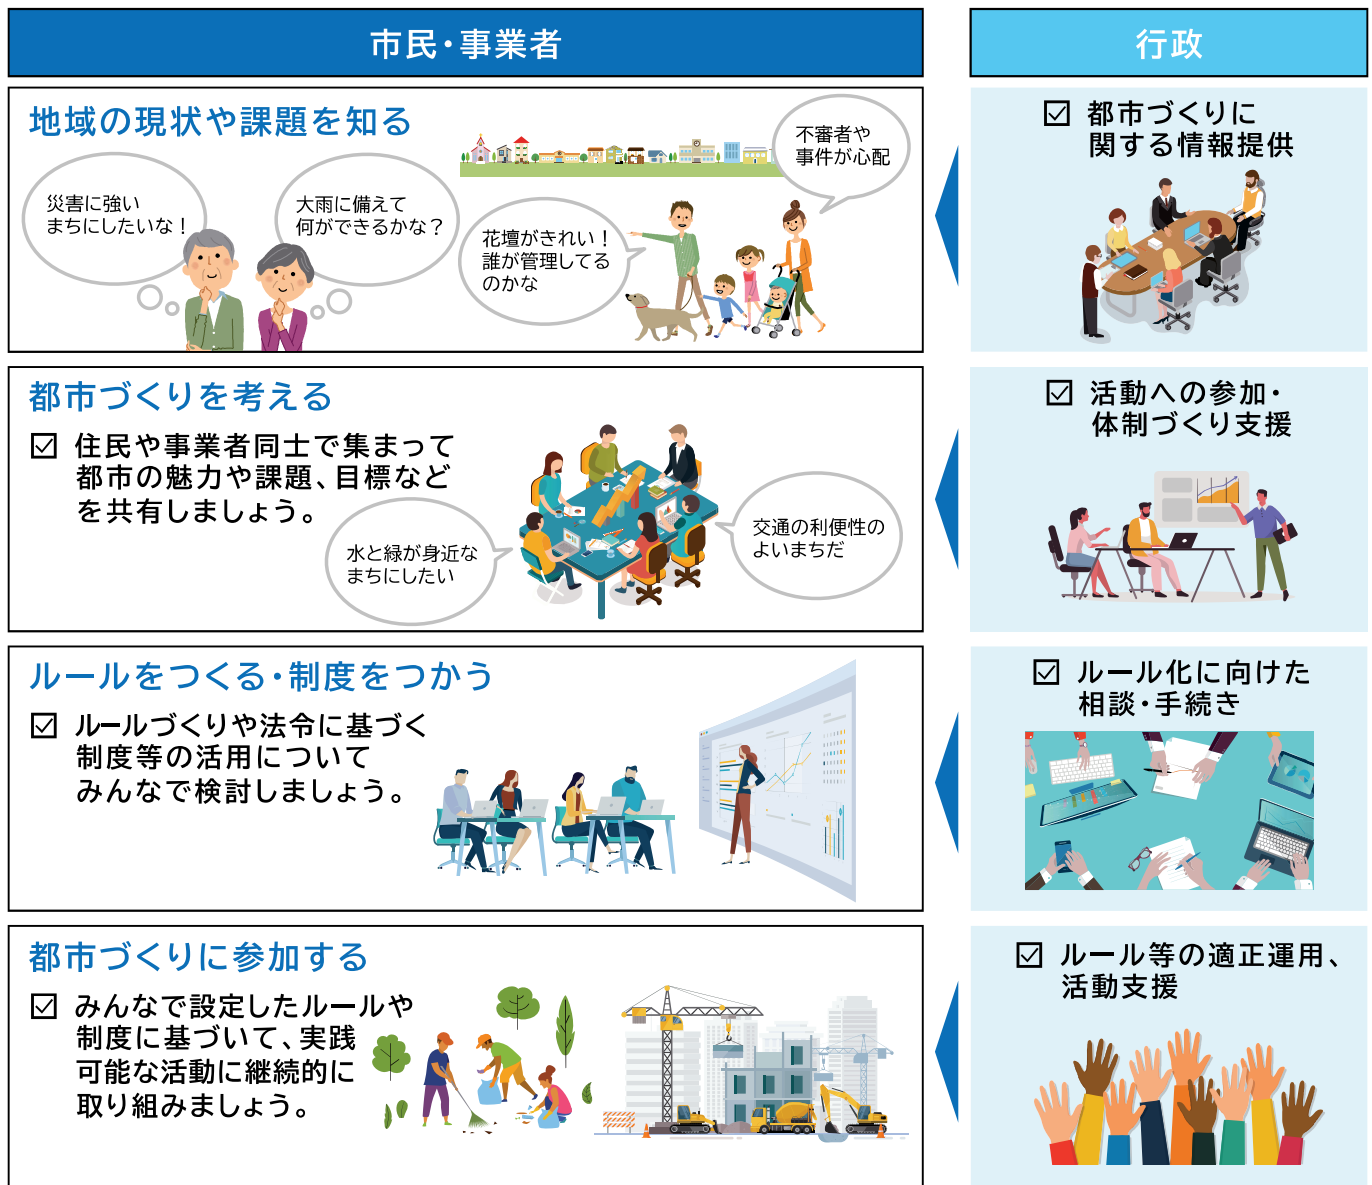 市民・事業者
行政
地域の現状や課題を知る
災害に強い
まちにしたいな！
大雨に備えて
何ができるかな？
花壇がきれい！
誰が管理してる
のかな
不審者や
事件が心配
☑ 都市づくりに
関する情報提供
都市づくりを考える
☑ 住民や事業者同士で集まって
都市の魅力や課題、目標など
を共有しましょう。
水と緑が身近な
まちにしたい
交通の利便性の
よいまちだ
☑ 活動への参加・
体制づくり支援
ルールをつくる・制度をつかう
☑ ルールづくりや法令に基づく
制度等の活用について
みんなで検討しましょう。
☑ ルール化に向けた
相談・手続き
都市づくりに参加する
☑ みんなで設定したルールや
制度に基づいて、実践
可能な活動に継続的に
取り組みましょう。
☑ ルール等の適正運用、
活動支援